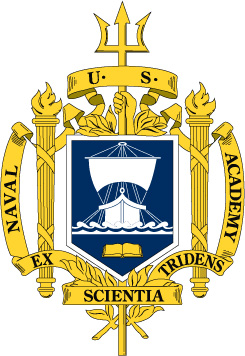 U. S.
NAVAL
ACADEMY
EX
SCIENTIA
TRIDENS